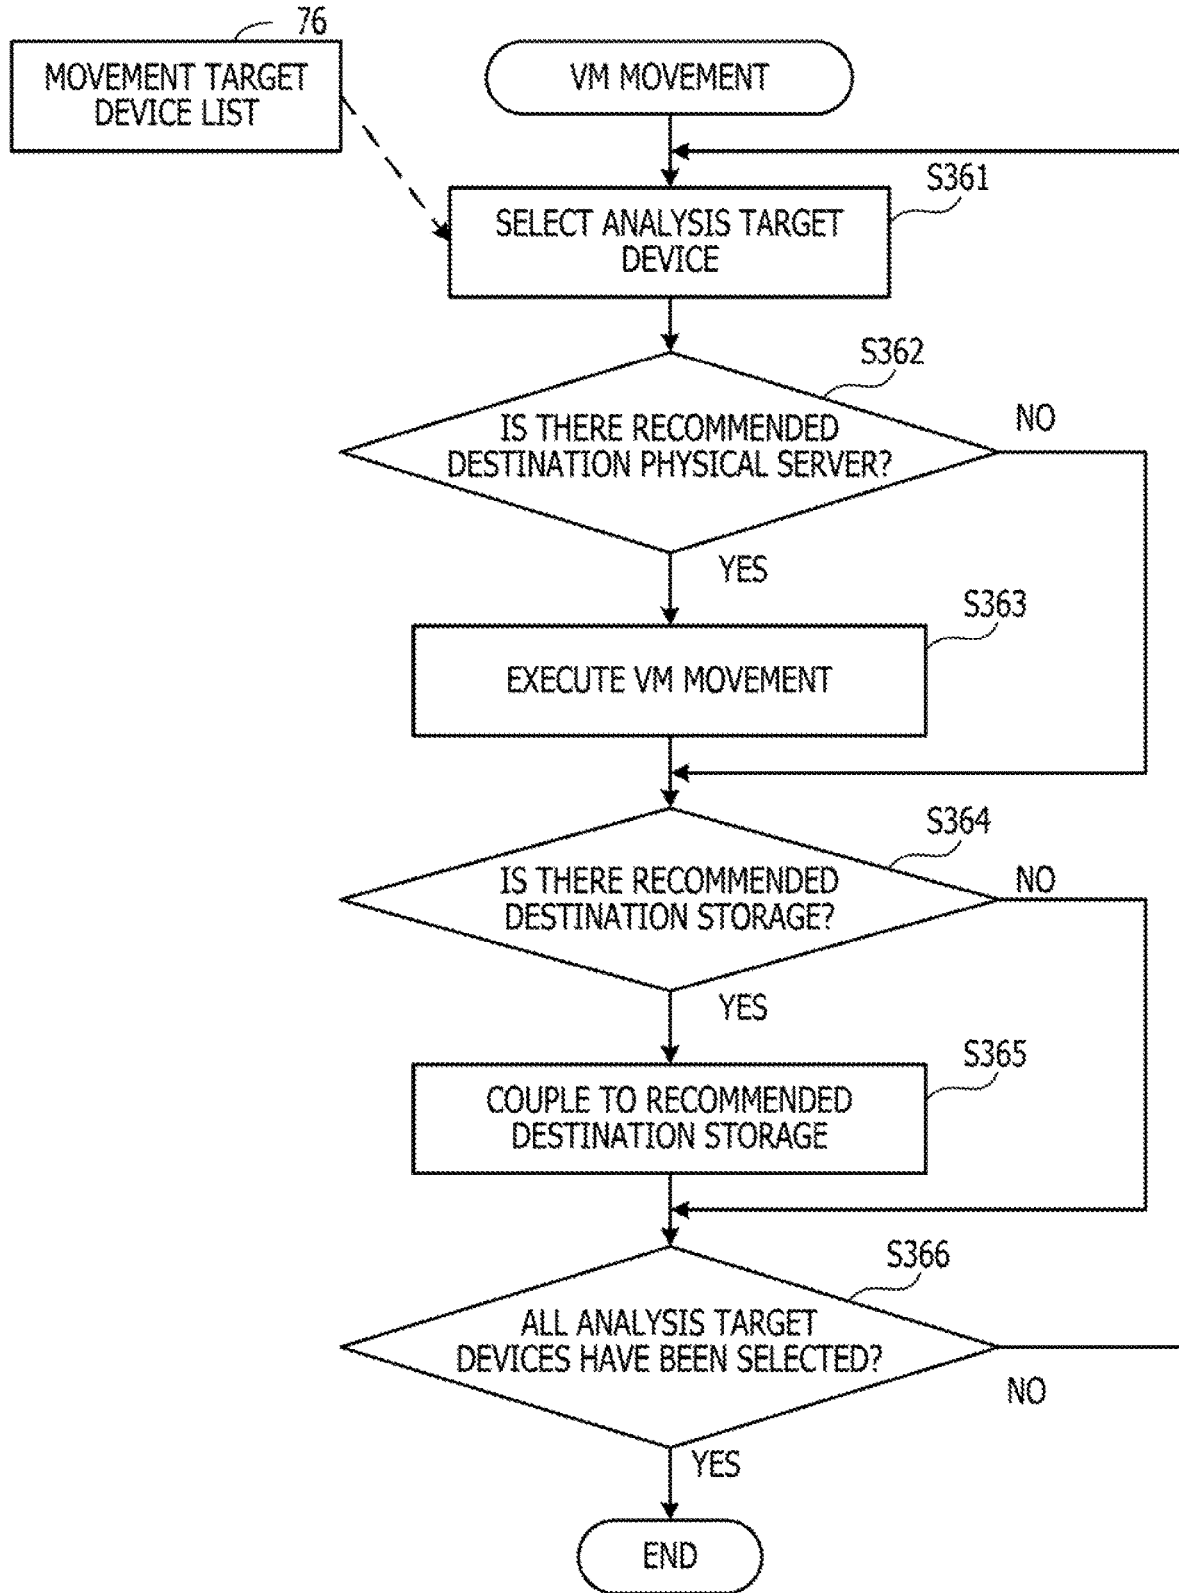 76
MOVEMENT TARGET
DEVICE LIST
VM MOVEMENT
S361
SELECT ANALYSIS TARGET
DEVICE
S362
IS THERE RECOMMENDED
DESTINATION PHYSICAL SERVER?
NO
YES
S363
EXECUTE VM MOVEMENT
S364
IS THERE RECOMMENDED
DESTINATION STORAGE?
NO
YES
S365
COUPLE TO RECOMMENDED
DESTINATION STORAGE
S366
ALL ANALYSIS TARGET
DEVICES HAVE BEEN SELECTED?
NO
YES
END